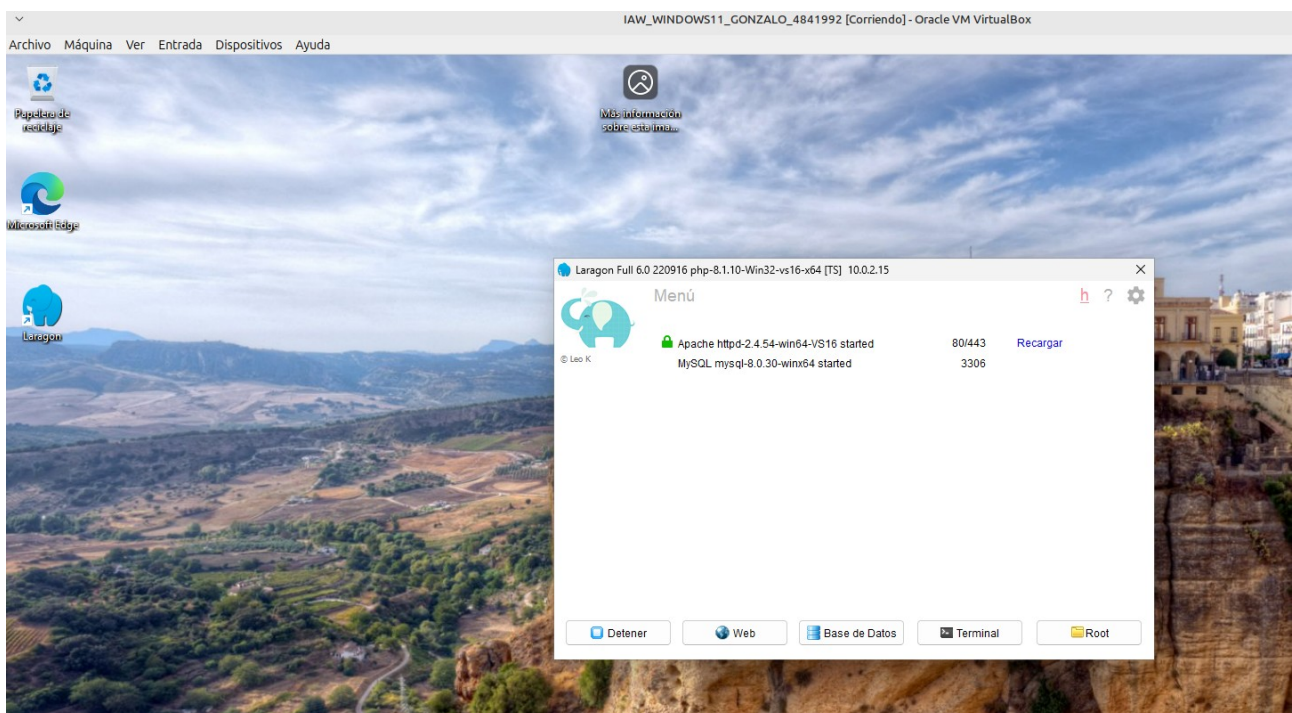 IAW_WINDOWS11_GONZALO_4841992 [Corriendo] - Oracle VM VirtualBox
Archivo Máquina Ver Entrada Dispositivos Ayuda
Papelera de
reciclaje
Más información
sobre esta ima...
Microsoft Edge
Laragon
Laragon Full 6.0 220916 php-8.1.10-Win32-vs16-x64 [TS] 10.0.2.15
Menú h ?
© Leo K
Apache httpd-2.4.54-win64-VS16 started 80/443 Recargar
MySQL mysql-8.0.30-winx64 started 3306
Detener Web Base de Datos Terminal Root